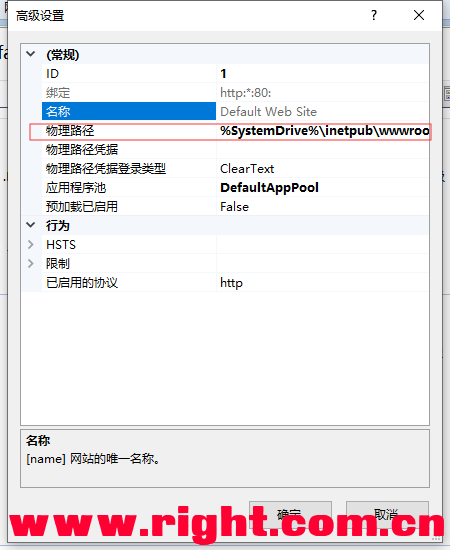 高级设置
(常规)
ID 1
绑定 http:*:80:
名称 Default Web Site
物理路径 %SystemDrive%\inetpub\wwwroo
物理路径凭据
物理路径凭据登录类型 ClearText
应用程序池 DefaultAppPool
预加载已启用 False
行为
HSTS
限制
已启用的协议 http
名称
[name] 网站的唯一名称。
确定 取消
www.right.com.cn